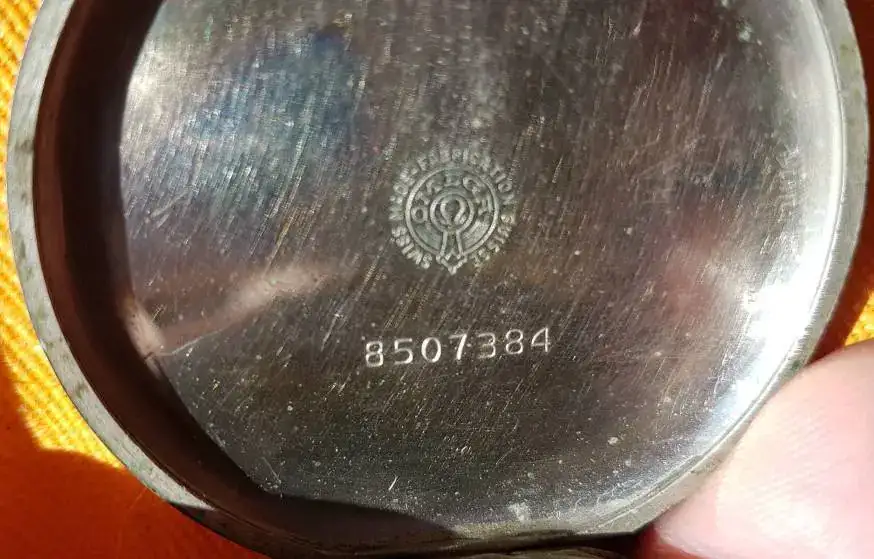 SWISS MADE·FABRICATION SUISSE
Ω
8507384